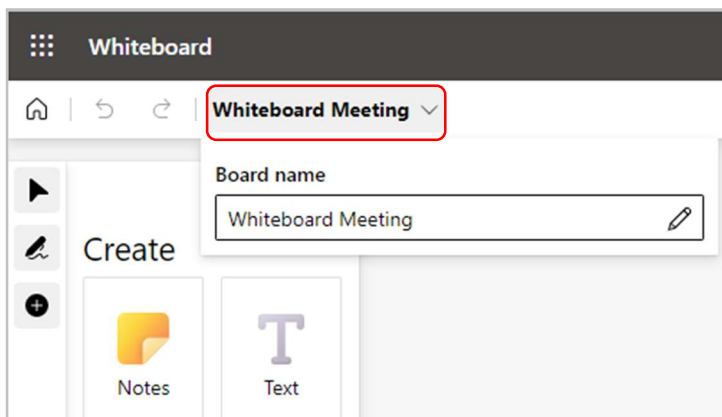 Whiteboard
Whiteboard Meeting
Board name
Whiteboard Meeting
Create
Notes
Text